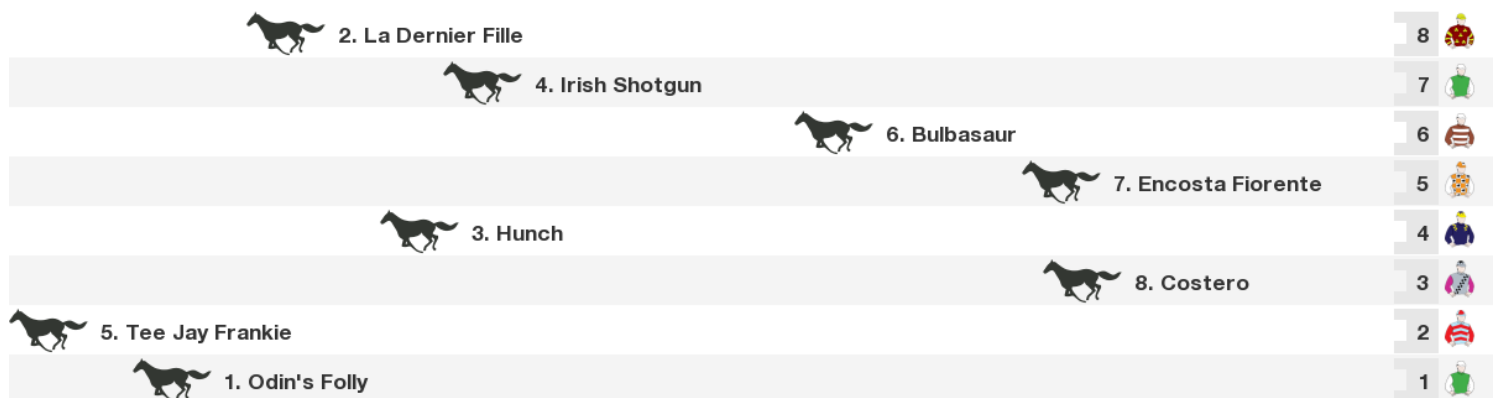 2. La Dernier Fille 8
4. Irish Shotgun 7
6. Bulbasaur 6
7. Encosta Fiorente 5
3. Hunch 4
8. Costero 3
5. Tee Jay Frankie 2
1. Odin's Folly 1